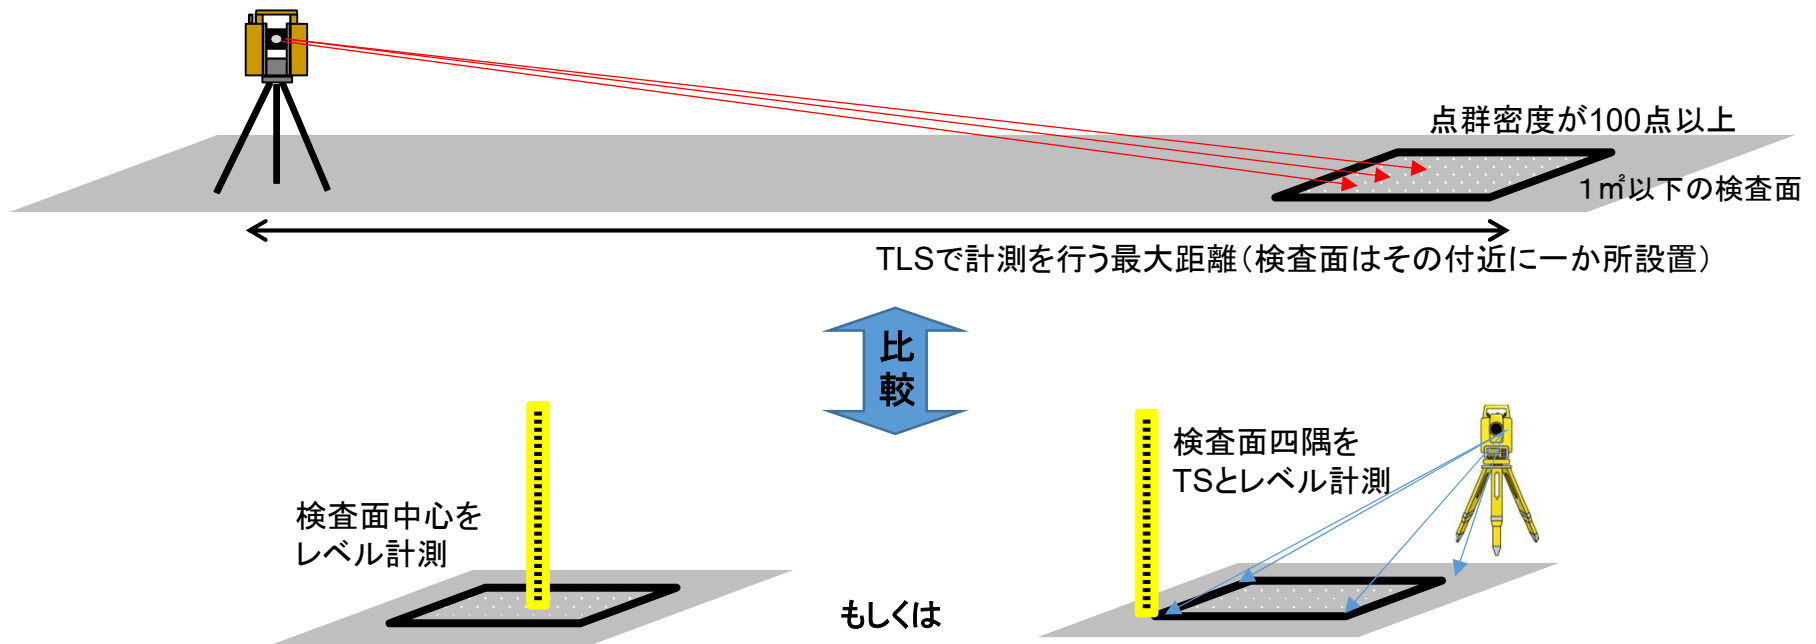 点群密度が100点以上
1㎡以下の検査面
TLSで計測を行う最大距離(検査面はその付近に一か所設置)
比
較
検査面四隅を
TSとレベル計測
検査面中心を
レベル計測
もしくは